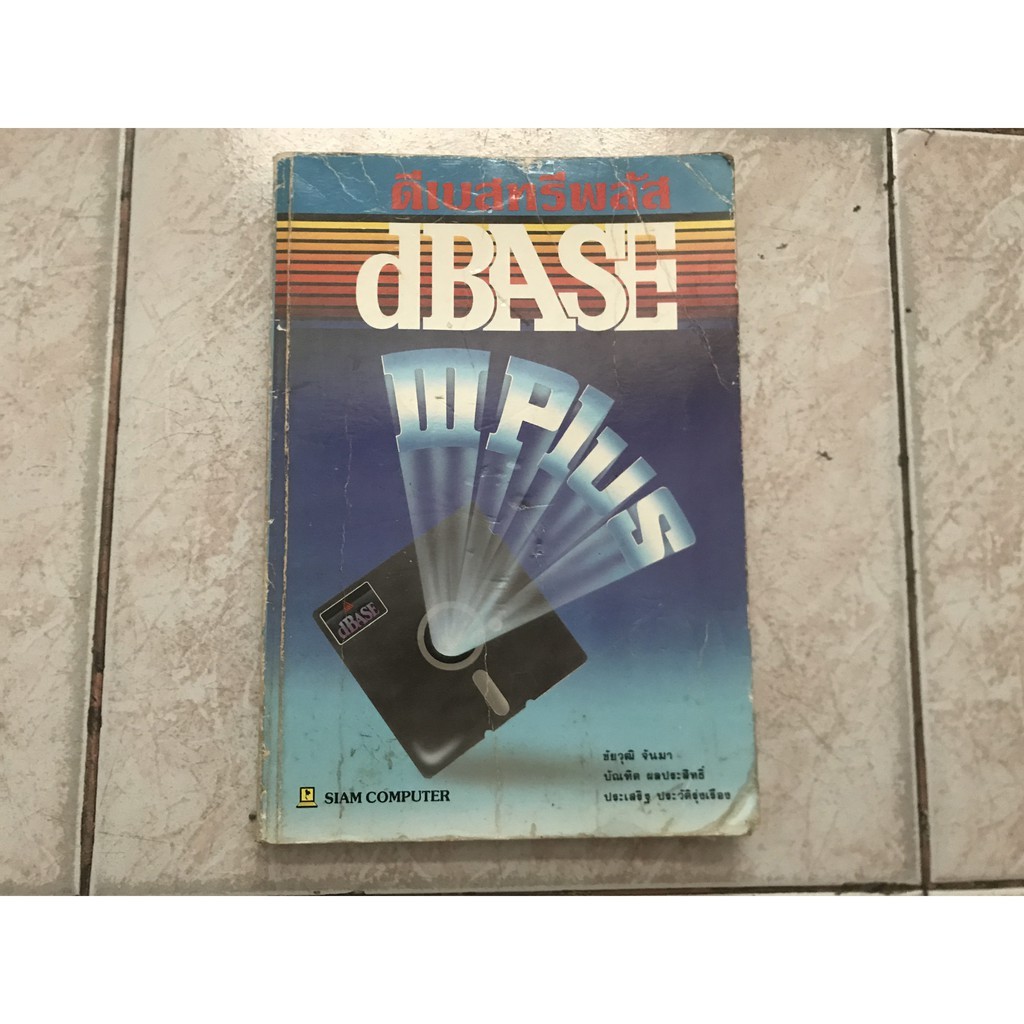 ดีเบสทรีพลัส
dBASE
III PLUS
dBASE
ชัยวุฒิ จันมา
บัณฑิต ผลประสิทธิ์
ประเสริฐ ประวัติรุ่งเรือง
SIAM COMPUTER